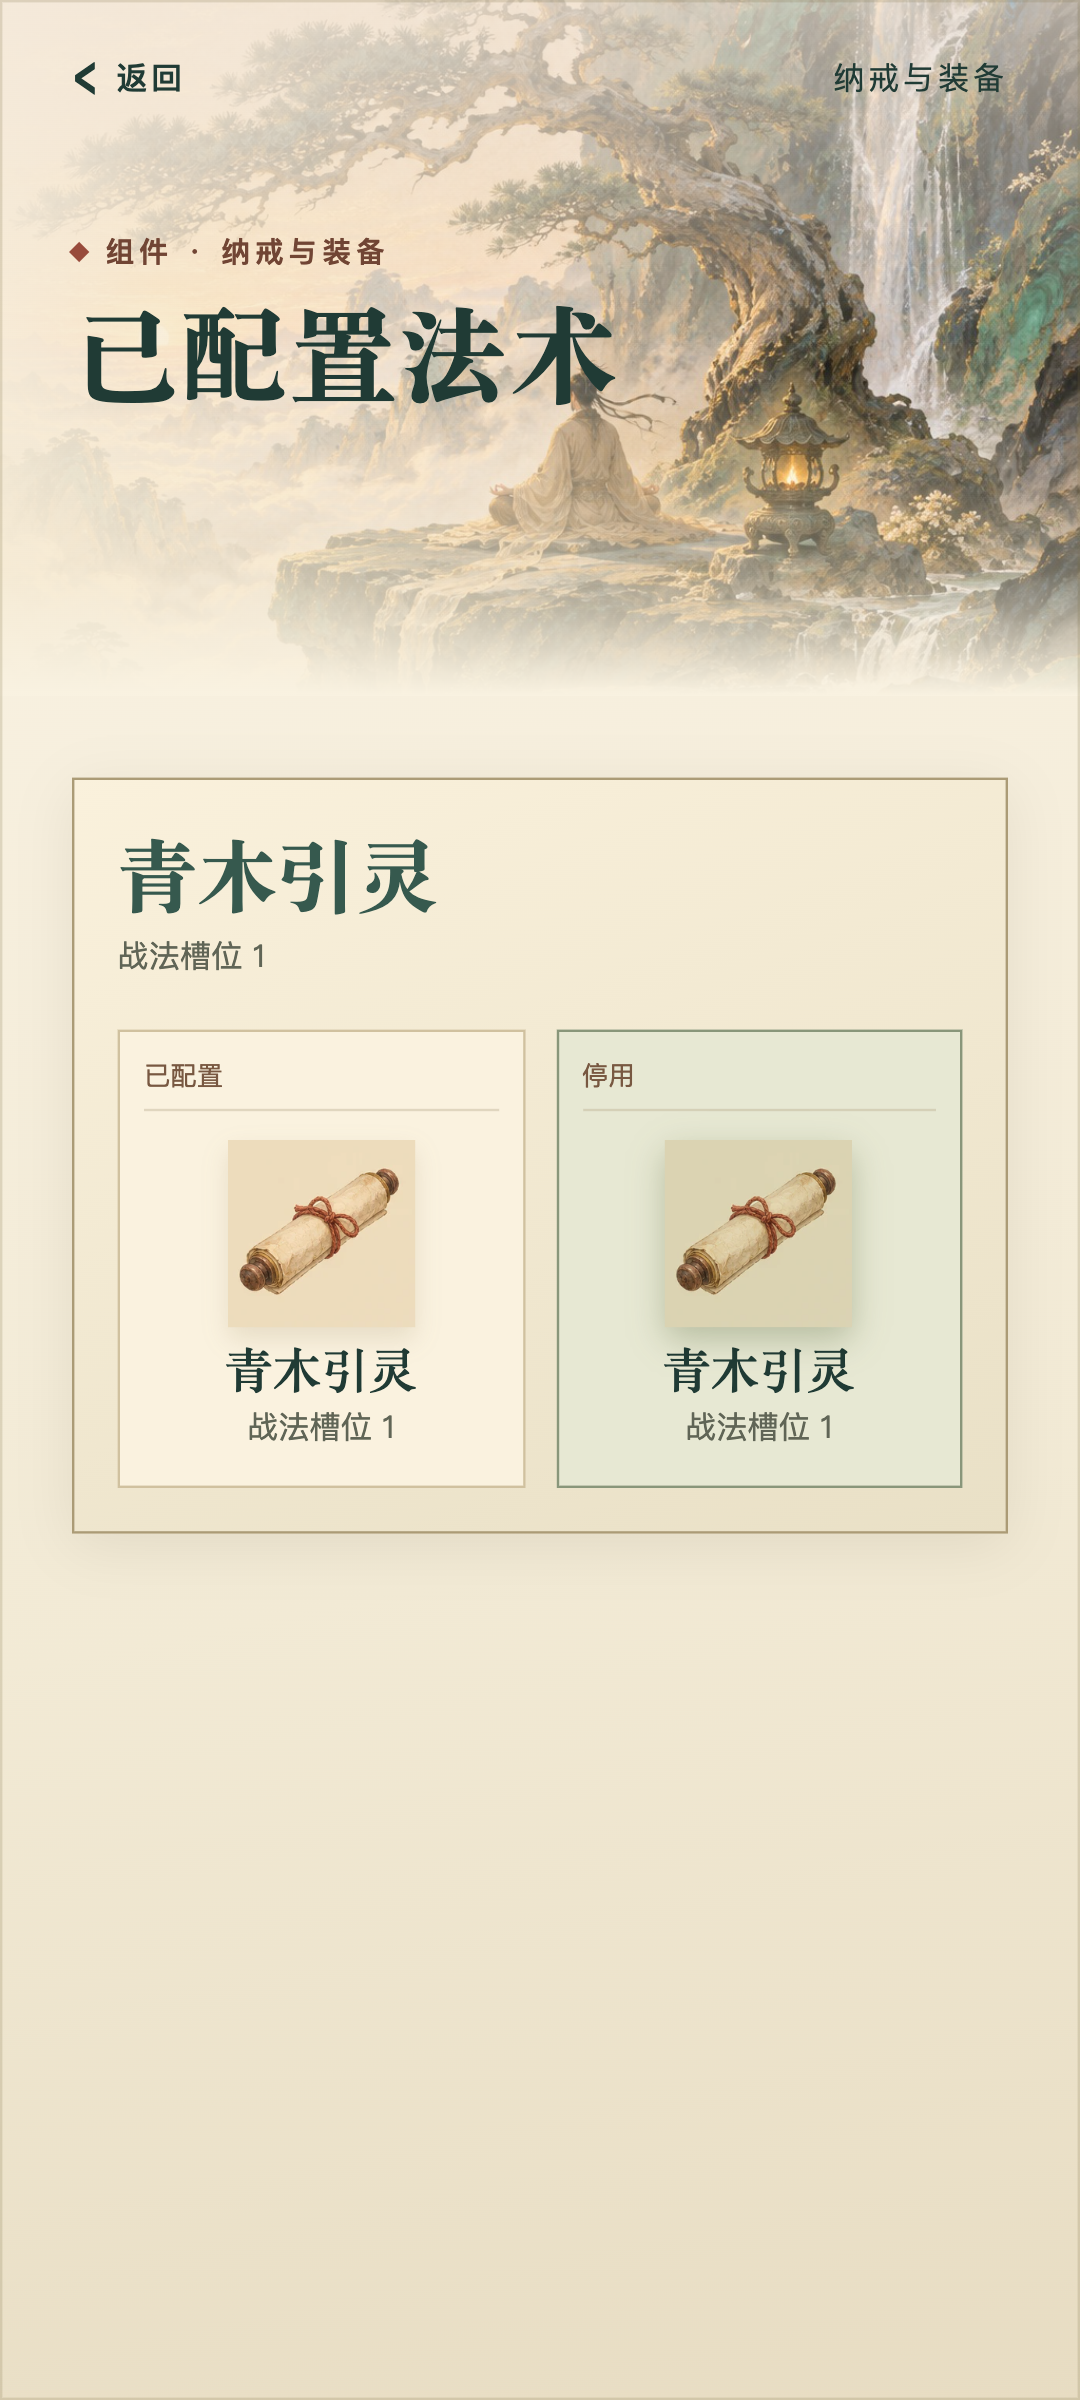 返回
纳戒与装备
组件 · 纳戒与装备
已配置法术
青木引灵
战法槽位 1
已配置
青木引灵
战法槽位 1
停用
青木引灵
战法槽位 1